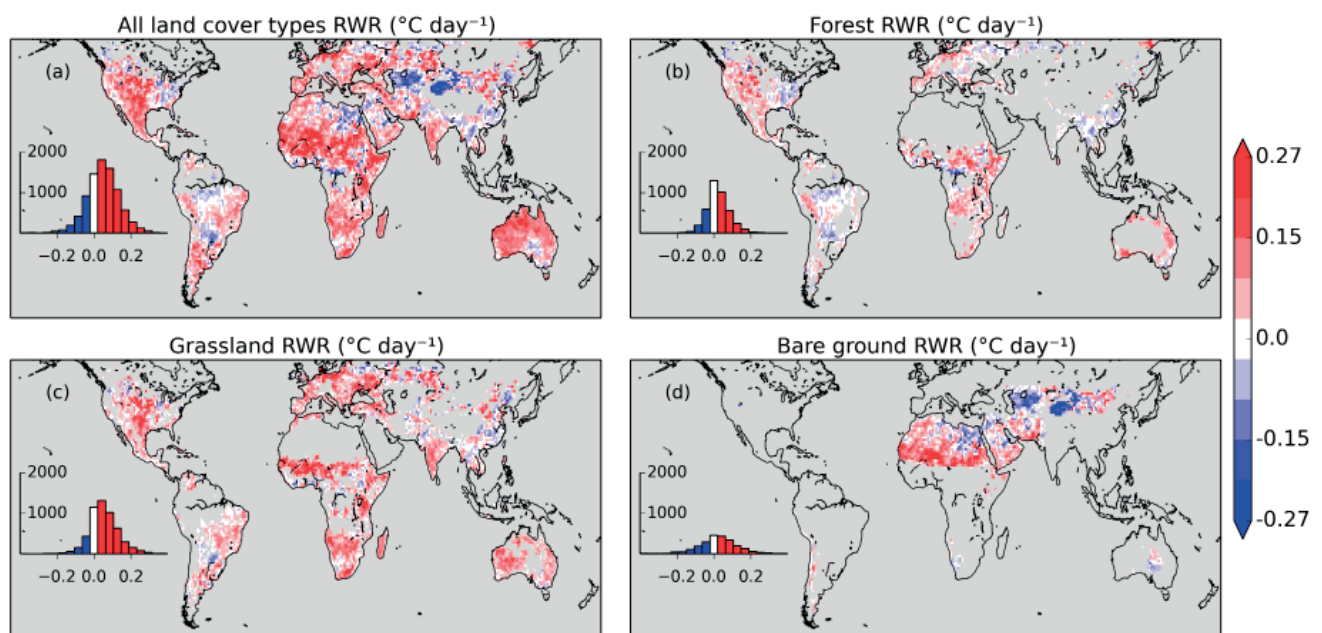 All land cover types RWR (°C day⁻¹)
Forest RWR (°C day⁻¹)
(a)
2000
1000
−0.2 0.0 0.2
(b)
2000
1000
−0.2 0.0 0.2
0.27
0.15
0.0
-0.15
-0.27
Grassland RWR (°C day⁻¹)
Bare ground RWR (°C day⁻¹)
(c)
2000
1000
−0.2 0.0 0.2
(d)
2000
1000
−0.2 0.0 0.2